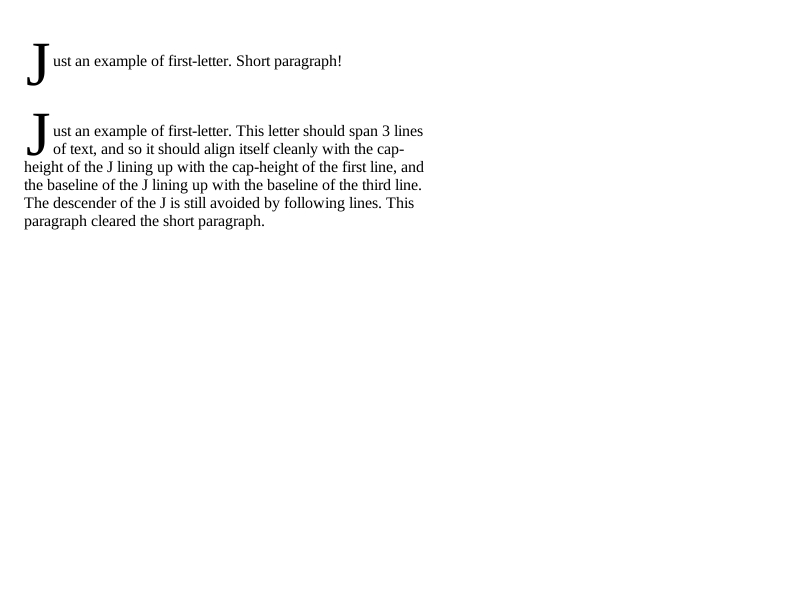 Just an example of first-letter. Short paragraph!
Just an example of first-letter. This letter should span 3 lines
of text, and so it should align itself cleanly with the cap-
height of the J lining up with the cap-height of the first line, and
the baseline of the J lining up with the baseline of the third line.
The descender of the J is still avoided by following lines. This
paragraph cleared the short paragraph.